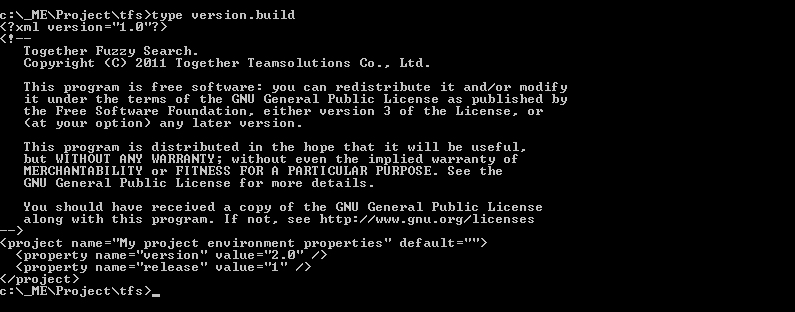 c:\_ME\Project\tfs>type version.build
<?xml version="1.0"?>
<!--
Together Fuzzy Search.
Copyright (C) 2011 Together Teamsolutions Co., Ltd.
This program is free software: you can redistribute it and/or modify
it under the terms of the GNU General Public License as published by
the Free Software Foundation, either version 3 of the License, or
(at your option) any later version.
This program is distributed in the hope that it will be useful,
but WITHOUT ANY WARRANTY; without even the implied warranty of
MERCHANTABILITY or FITNESS FOR A PARTICULAR PURPOSE. See the
GNU General Public License for more details.
You should have received a copy of the GNU General Public License
along with this program. If not, see http://www.gnu.org/licenses
-->
<project name="My project environment properties" default="">
<property name="version" value="2.0" />
<property name="release" value="1" />
</project>
c:\_ME\Project\tfs>_